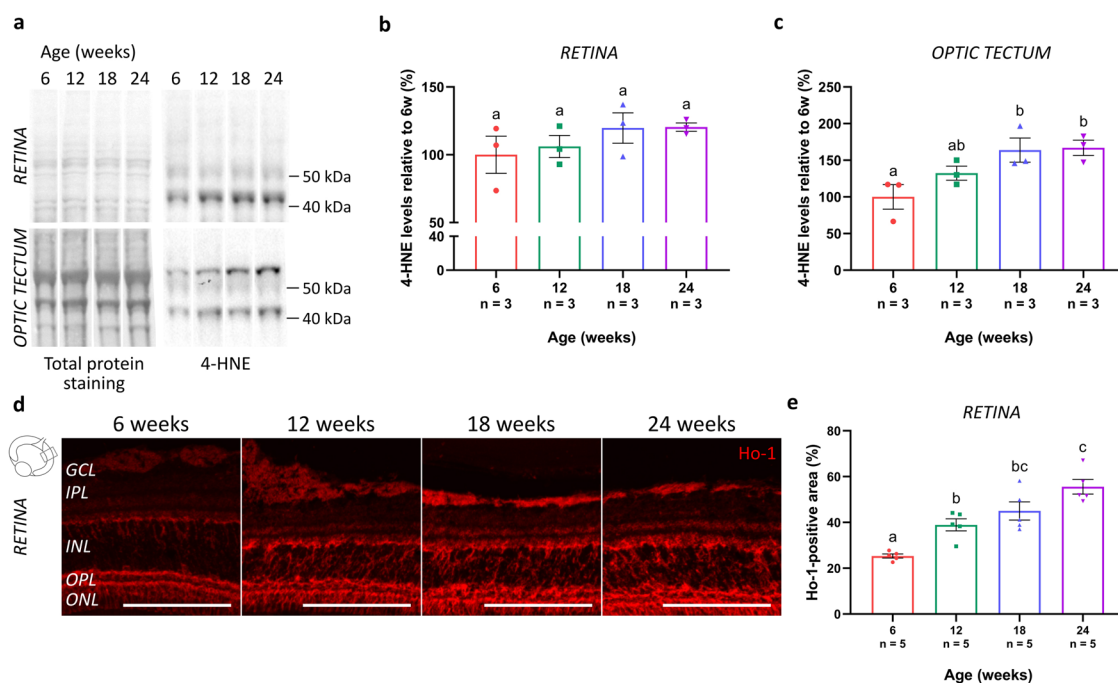 a
Age (weeks)
6 12 18 24 6 12 18 24
RETINA
50 kDa
40 kDa
OPTIC TECTUM
50 kDa
40 kDa
Total protein
staining
4-HNE
b
RETINA
4-HNE levels relative to 6w (%)
150
100
50
40
0
a a a a
6 12 18 24
n = 3 n = 3 n = 3 n = 3
Age (weeks)
c
OPTIC TECTUM
4-HNE levels relative to 6w (%)
250
200
150
100
50
0
a ab b b
6 12 18 24
n = 3 n = 3 n = 3 n = 3
Age (weeks)
d
6 weeks 12 weeks 18 weeks 24 weeks
Ho-1
RETINA
GCL
IPL
INL
OPL
ONL
e
RETINA
Ho-1-positive area (%)
80
60
40
20
0
a b bc c
6 12 18 24
n = 5 n = 5 n = 5 n = 5
Age (weeks)